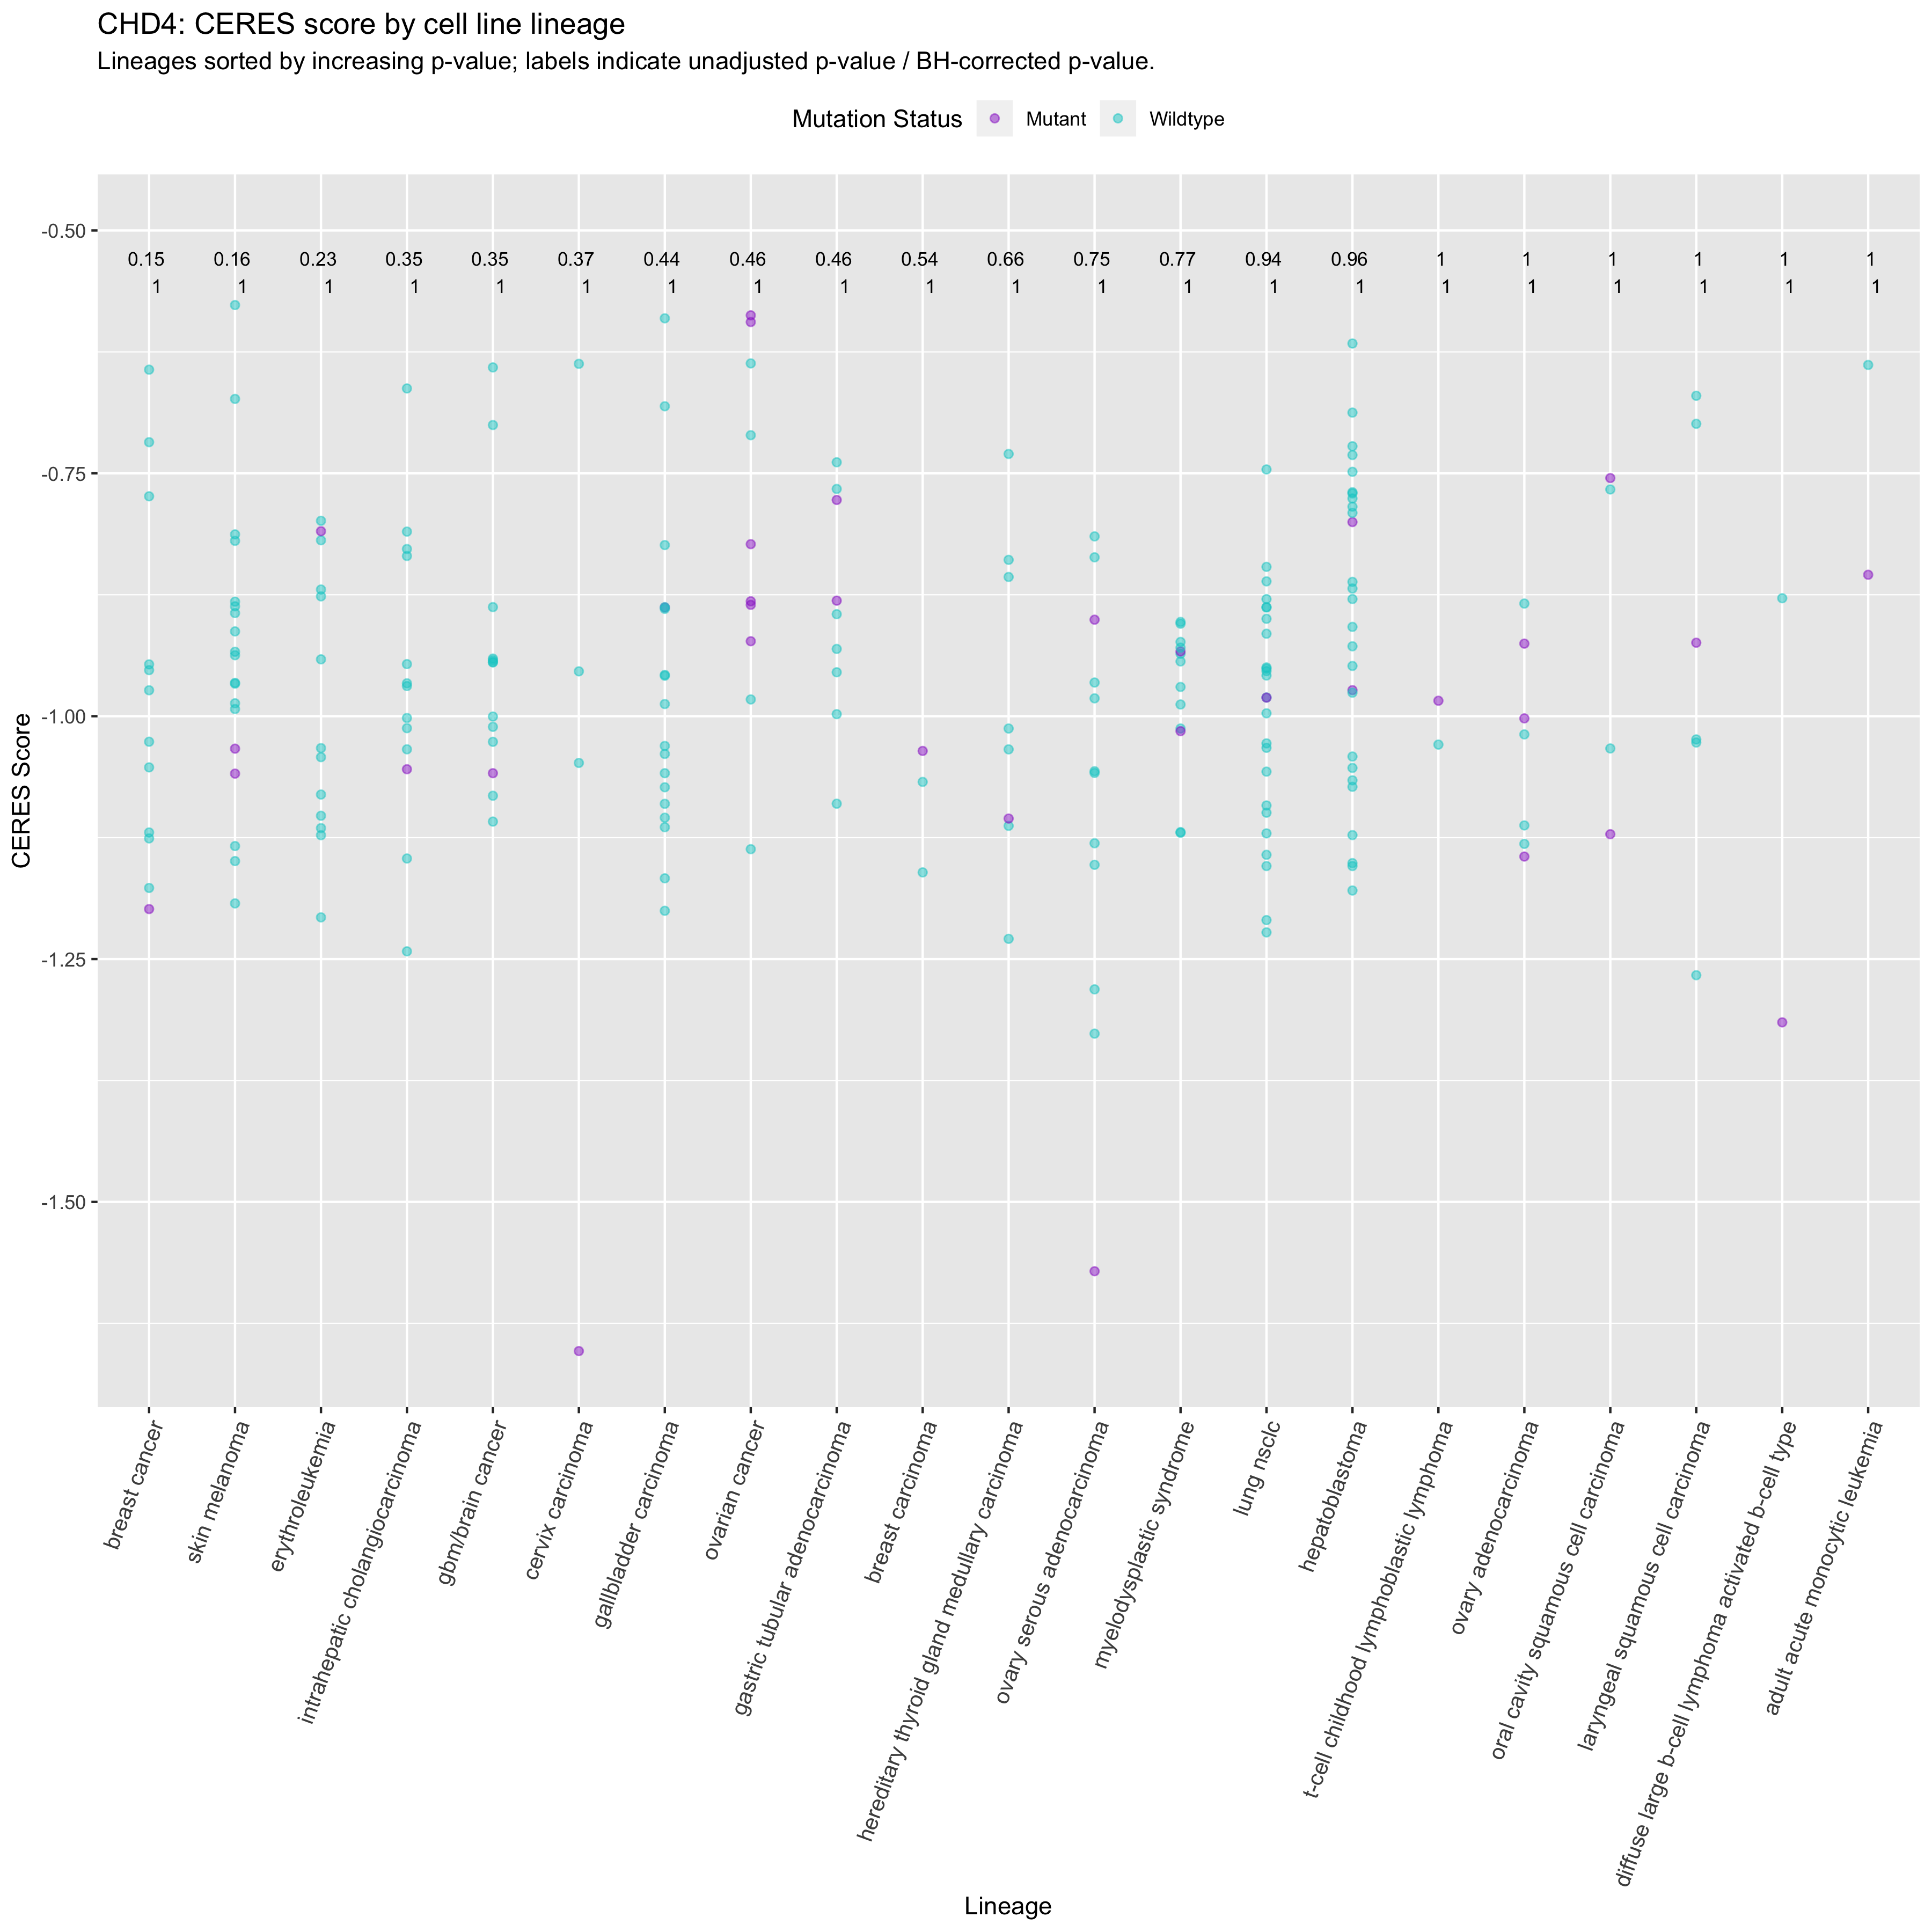 CHD4: CERES score by cell line lineage
Lineages sorted by increasing p-value; labels indicate unadjusted p-value / BH-corrected p-value.
Mutation Status Mutant Wildtype
-0.50
0.15 0.16 0.23 0.35 0.35 0.37 0.44 0.46 0.46 0.54 0.66 0.75 0.77 0.94 0.96 1 1 1 1 1 1
1 1 1 1 1 1 1 1 1 1 1 1 1 1 1 1 1 1 1 1 1
-0.75
-1.00
-1.25
-1.50
CERES Score
breast cancer
skin melanoma
erythroleukemia
intrahepatic cholangiocarcinoma
gbm/brain cancer
cervix carcinoma
gallbladder carcinoma
ovarian cancer
gastric tubular adenocarcinoma
breast carcinoma
hereditary thyroid gland medullary carcinoma
ovary serous adenocarcinoma
myelodysplastic syndrome
lung nsclc
hepatoblastoma
t-cell childhood lymphoblastic lymphoma
ovary adenocarcinoma
oral cavity squamous cell carcinoma
laryngeal squamous cell carcinoma
diffuse large b-cell lymphoma activated b-cell type
adult acute monocytic leukemia
Lineage